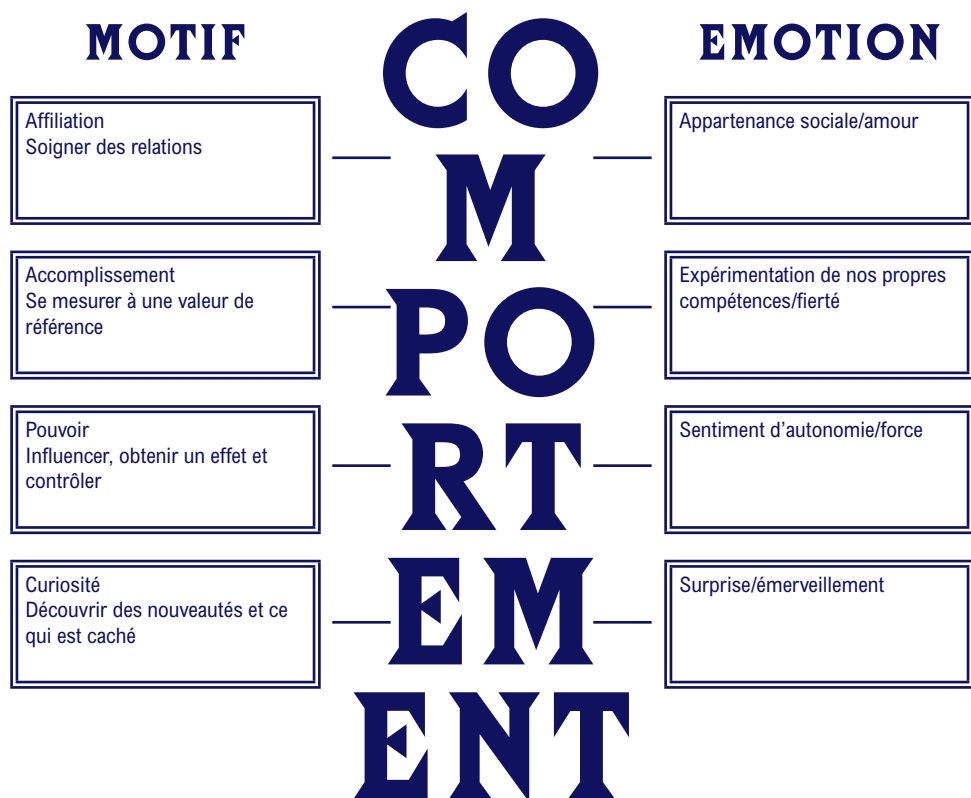 MOTIF
Affiliation
Soigner des relations
Accomplissement
Se mesurer à une valeur de
référence
Pouvoir
Influencer, obtenir un effet et
contrôler
Curiosité
Découvrir des nouveautés et ce
qui est caché
CO
M
PO
RT
EM
ENT
EMOTION
Appartenance sociale/amour
Expérimentation de nos propres
compétences/fierté
Sentiment d’autonomie/force
Surprise/émerveillement